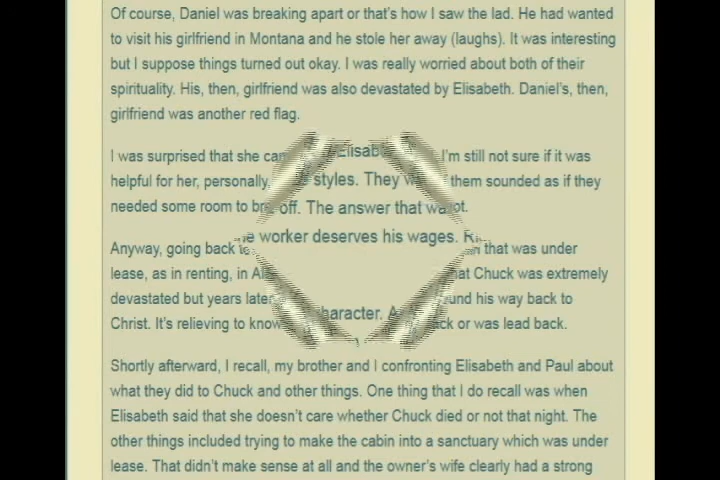 Of course, Daniel was breaking apart or that's how I saw the lad. He had wanted
to visit his girlfriend in Montana and he stole her away (laughs). It was interesting
but I suppose things turned out okay. I was really worried about both of their
spirituality. His, then, girlfriend was also devastated by Elisabeth. Daniel's, then,
girlfriend was another red flag.
I was surprised that she I'm still not sure if it was
helpful for her, personally, styles. They them sounded as if they
needed some room to off. The answer that
Anyway, going back worker deserves his wages. that was under
lease, as in renting, in that Chuck was extremely
devastated but years later his way back to
Christ. It's relieving to know character. or was lead back.
Shortly afterward, I recall, my brother and I confronting Elisabeth and Paul about
what they did to Chuck and other things. One thing that I do recall was when
Elisabeth said that she doesn't care whether Chuck died or not that night. The
other things included trying to make the cabin into a sanctuary which was under
lease. That didn't make sense at all and the owner's wife clearly had a strong